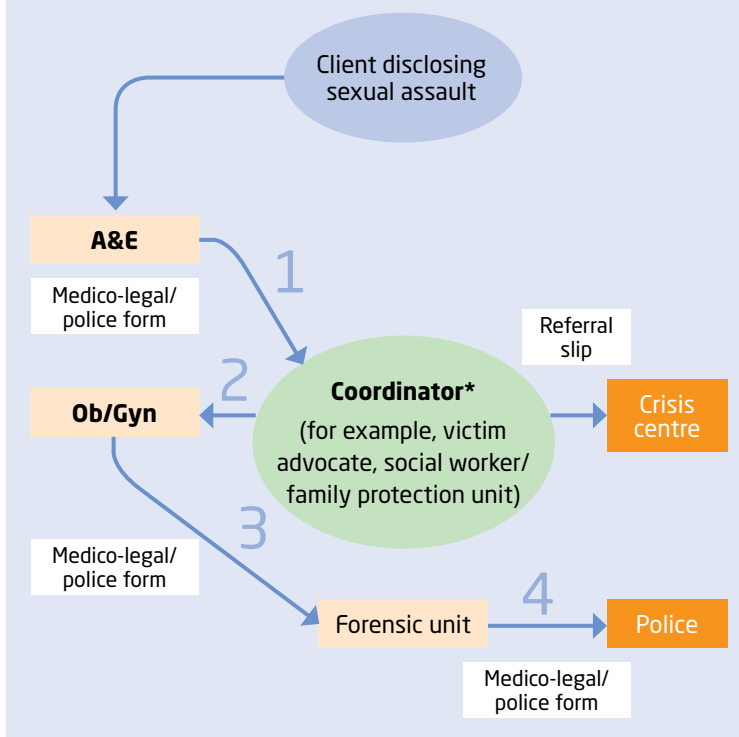 Client disclosing
sexual assault
A&E
1
Medico-legal/
police form
Referral
slip
2
Coordinator*
(for example, victim
advocate, social worker/
family protection unit)
Ob/Gyn
Crisis
centre
3
Medico-legal/
police form
4
Forensic unit
Police
Medico-legal/
police form